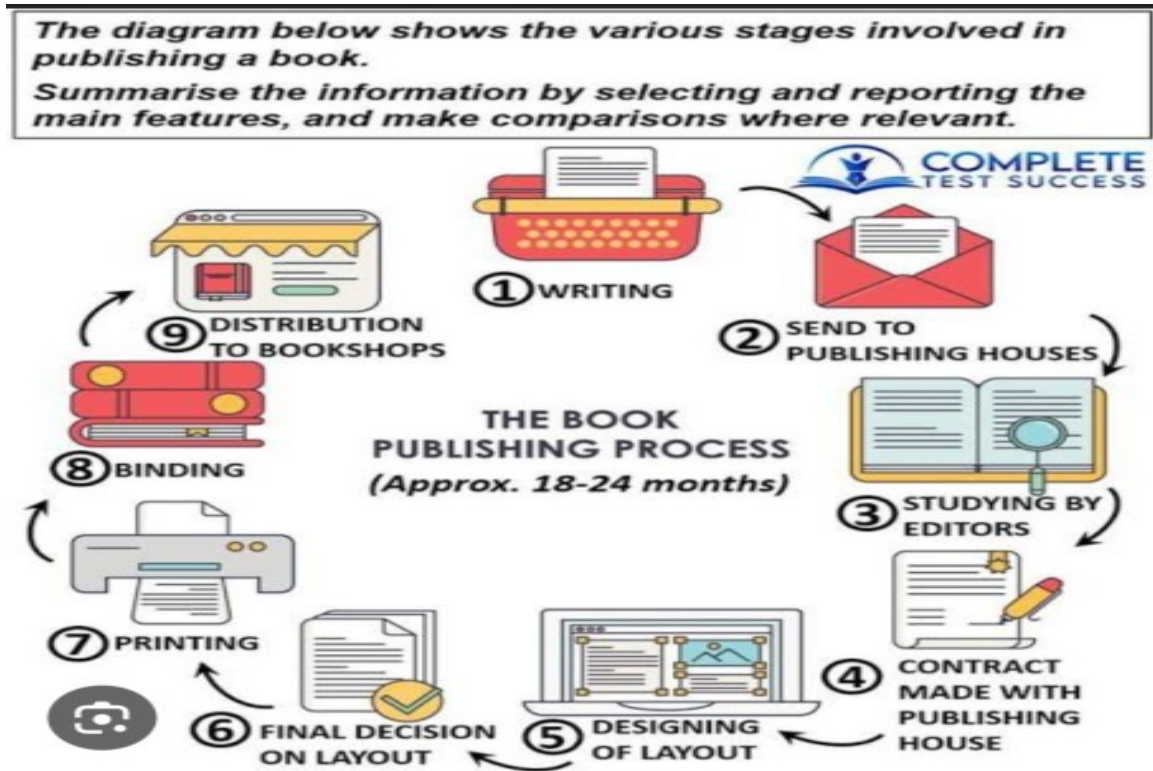 The diagram below shows the various stages involved in
publishing a book.
Summarise the information by selecting and reporting the
main features, and make comparisons where relevant.
COMPLETE
TEST SUCCESS
1 WRITING
2 SEND TO
PUBLISHING HOUSES
3 STUDYING BY
EDITORS
4 CONTRACT
MADE WITH
PUBLISHING
HOUSE
5 DESIGNING
OF LAYOUT
6 FINAL DECISION
ON LAYOUT
7 PRINTING
8 BINDING
9 DISTRIBUTION
TO BOOKSHOPS
THE BOOK
PUBLISHING PROCESS
(Approx. 18-24 months)